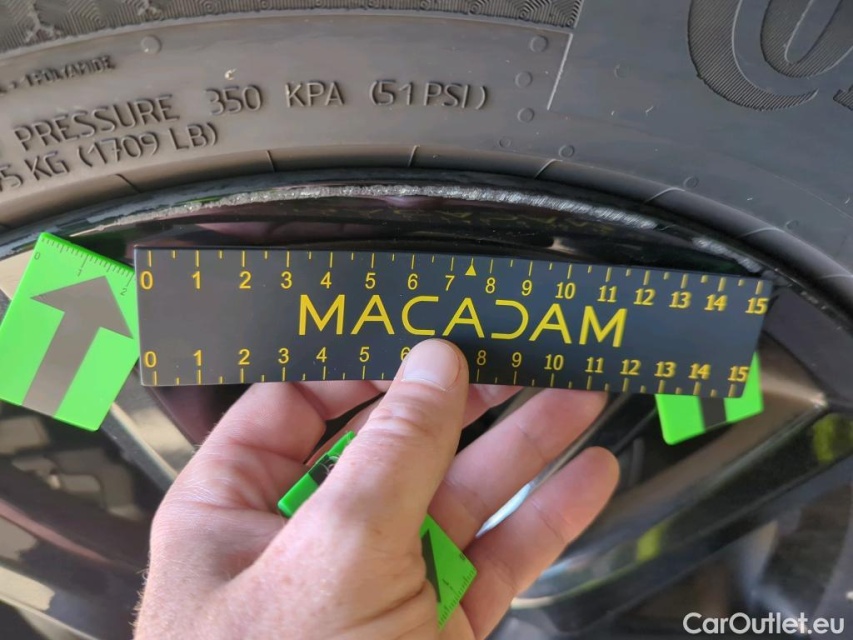 PRESSURE 350 KPA (51 PSI)
KG (1709 LB)
0 1 2 3 4 5 6 7 8 9 10 11 12 13 14 15
MACADAM
0 1 2 3 4 5 6 8 9 10 11 12 13 14 15
CarOutlet.eu